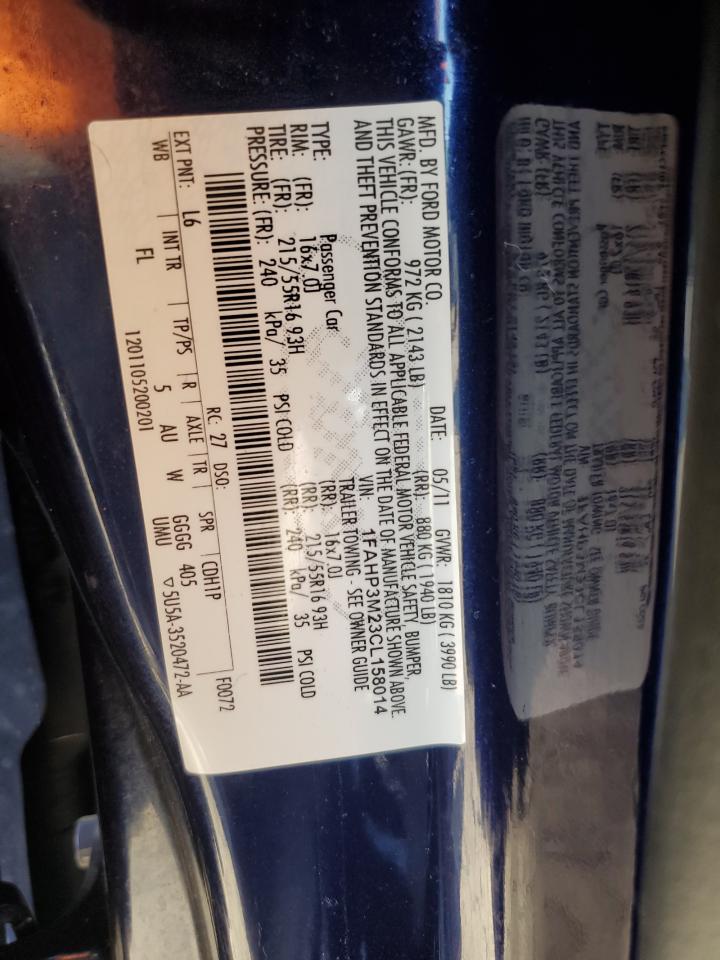 MFD. BY FORD MOTOR CO.
DATE: 05/11 GVWR: 1810 KG ( 3990 LB)
GAWR: (FR): 972 KG ( 2143 LB) (RR): 880 KG ( 1940 LB)
THIS VEHICLE CONFORMS TO ALL APPLICABLE FEDERAL MOTOR VEHICLE SAFETY, BUMPER,
AND THEFT PREVENTION STANDARDS IN EFFECT ON THE DATE OF MANUFACTURE SHOWN ABOVE.
VIN: 1FAHP3M23CL158014
TYPE: Passenger Car TRAILER TOWING - SEE OWNER GUIDE
RIM: (FR): 16x7.0J (RR): 16x7.0J
TIRE: (FR): 215/55R16 93H (RR): 215/55R16 93H
PRESSURE: (FR): 240 kPa/ 35 PSI COLD (RR): 240 kPa/ 35 PSI COLD
F0072
EXT PNT: L6 RC: 27 DSO: CDH1P
WB INT TR TP/PS R AXLE TR SPR
FL 5 AU W GGGG 405
1201105200201 UMU ▽5U5A-3520472-AA